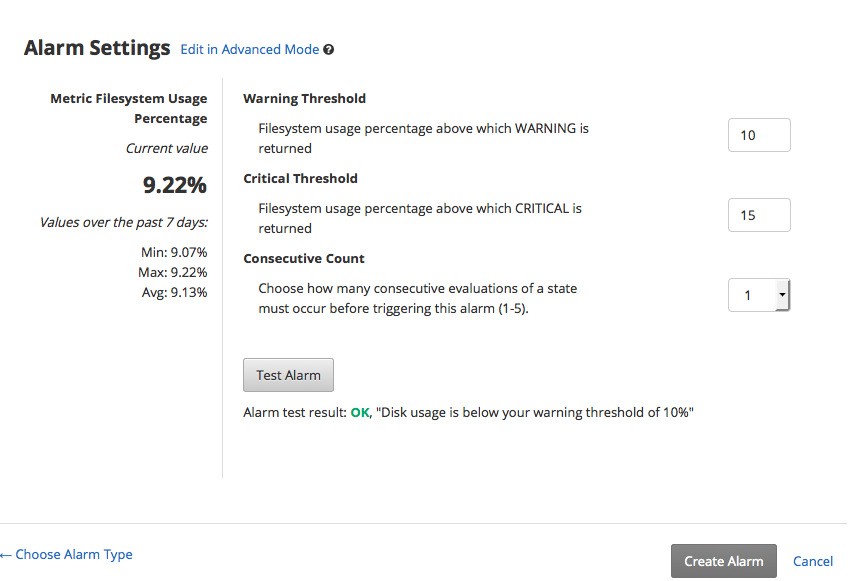 Alarm Settings Edit in Advanced Mode ?
Metric Filesystem Usage
Percentage
Current value
9.22%
Values over the past 7 days:
Min: 9.07%
Max: 9.22%
Avg: 9.13%
Warning Threshold
Filesystem usage percentage above which WARNING is
returned
10
Critical Threshold
Filesystem usage percentage above which CRITICAL is
returned
15
Consecutive Count
Choose how many consecutive evaluations of a state
must occur before triggering this alarm (1-5).
1
Test Alarm
Alarm test result: OK, "Disk usage is below your warning threshold of 10%"
← Choose Alarm Type
Create Alarm
Cancel